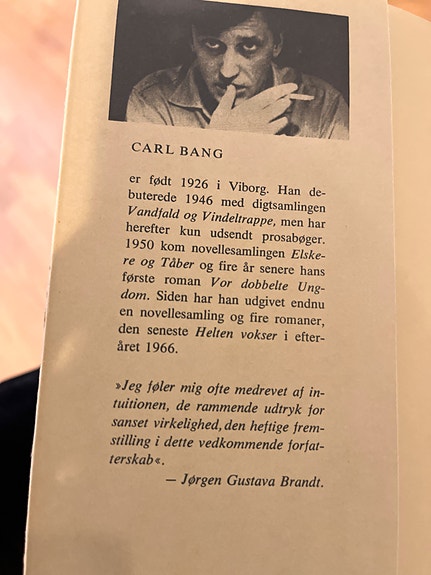 CARL BANG
er født 1926 i Viborg. Han de-
buterede 1946 med digtsamlingen
Vandfald og Vindeltrappe, men har
herefter kun udsendt prosabøger.
1950 kom novellesamlingen Elske-
re og Tåber og fire år senere hans
første roman Vor dobbelte Ung-
dom. Siden har han udgivet endnu
en novellesamling og fire romaner,
den seneste Helten vokser i efter-
året 1966.
»Jeg føler mig ofte medrevet af in-
tuitionen, de rammende udtryk for
sanset virkelighed, den heftige frem-
stilling i dette vedkommende forfat-
terskab«.
— Jørgen Gustava Brandt.